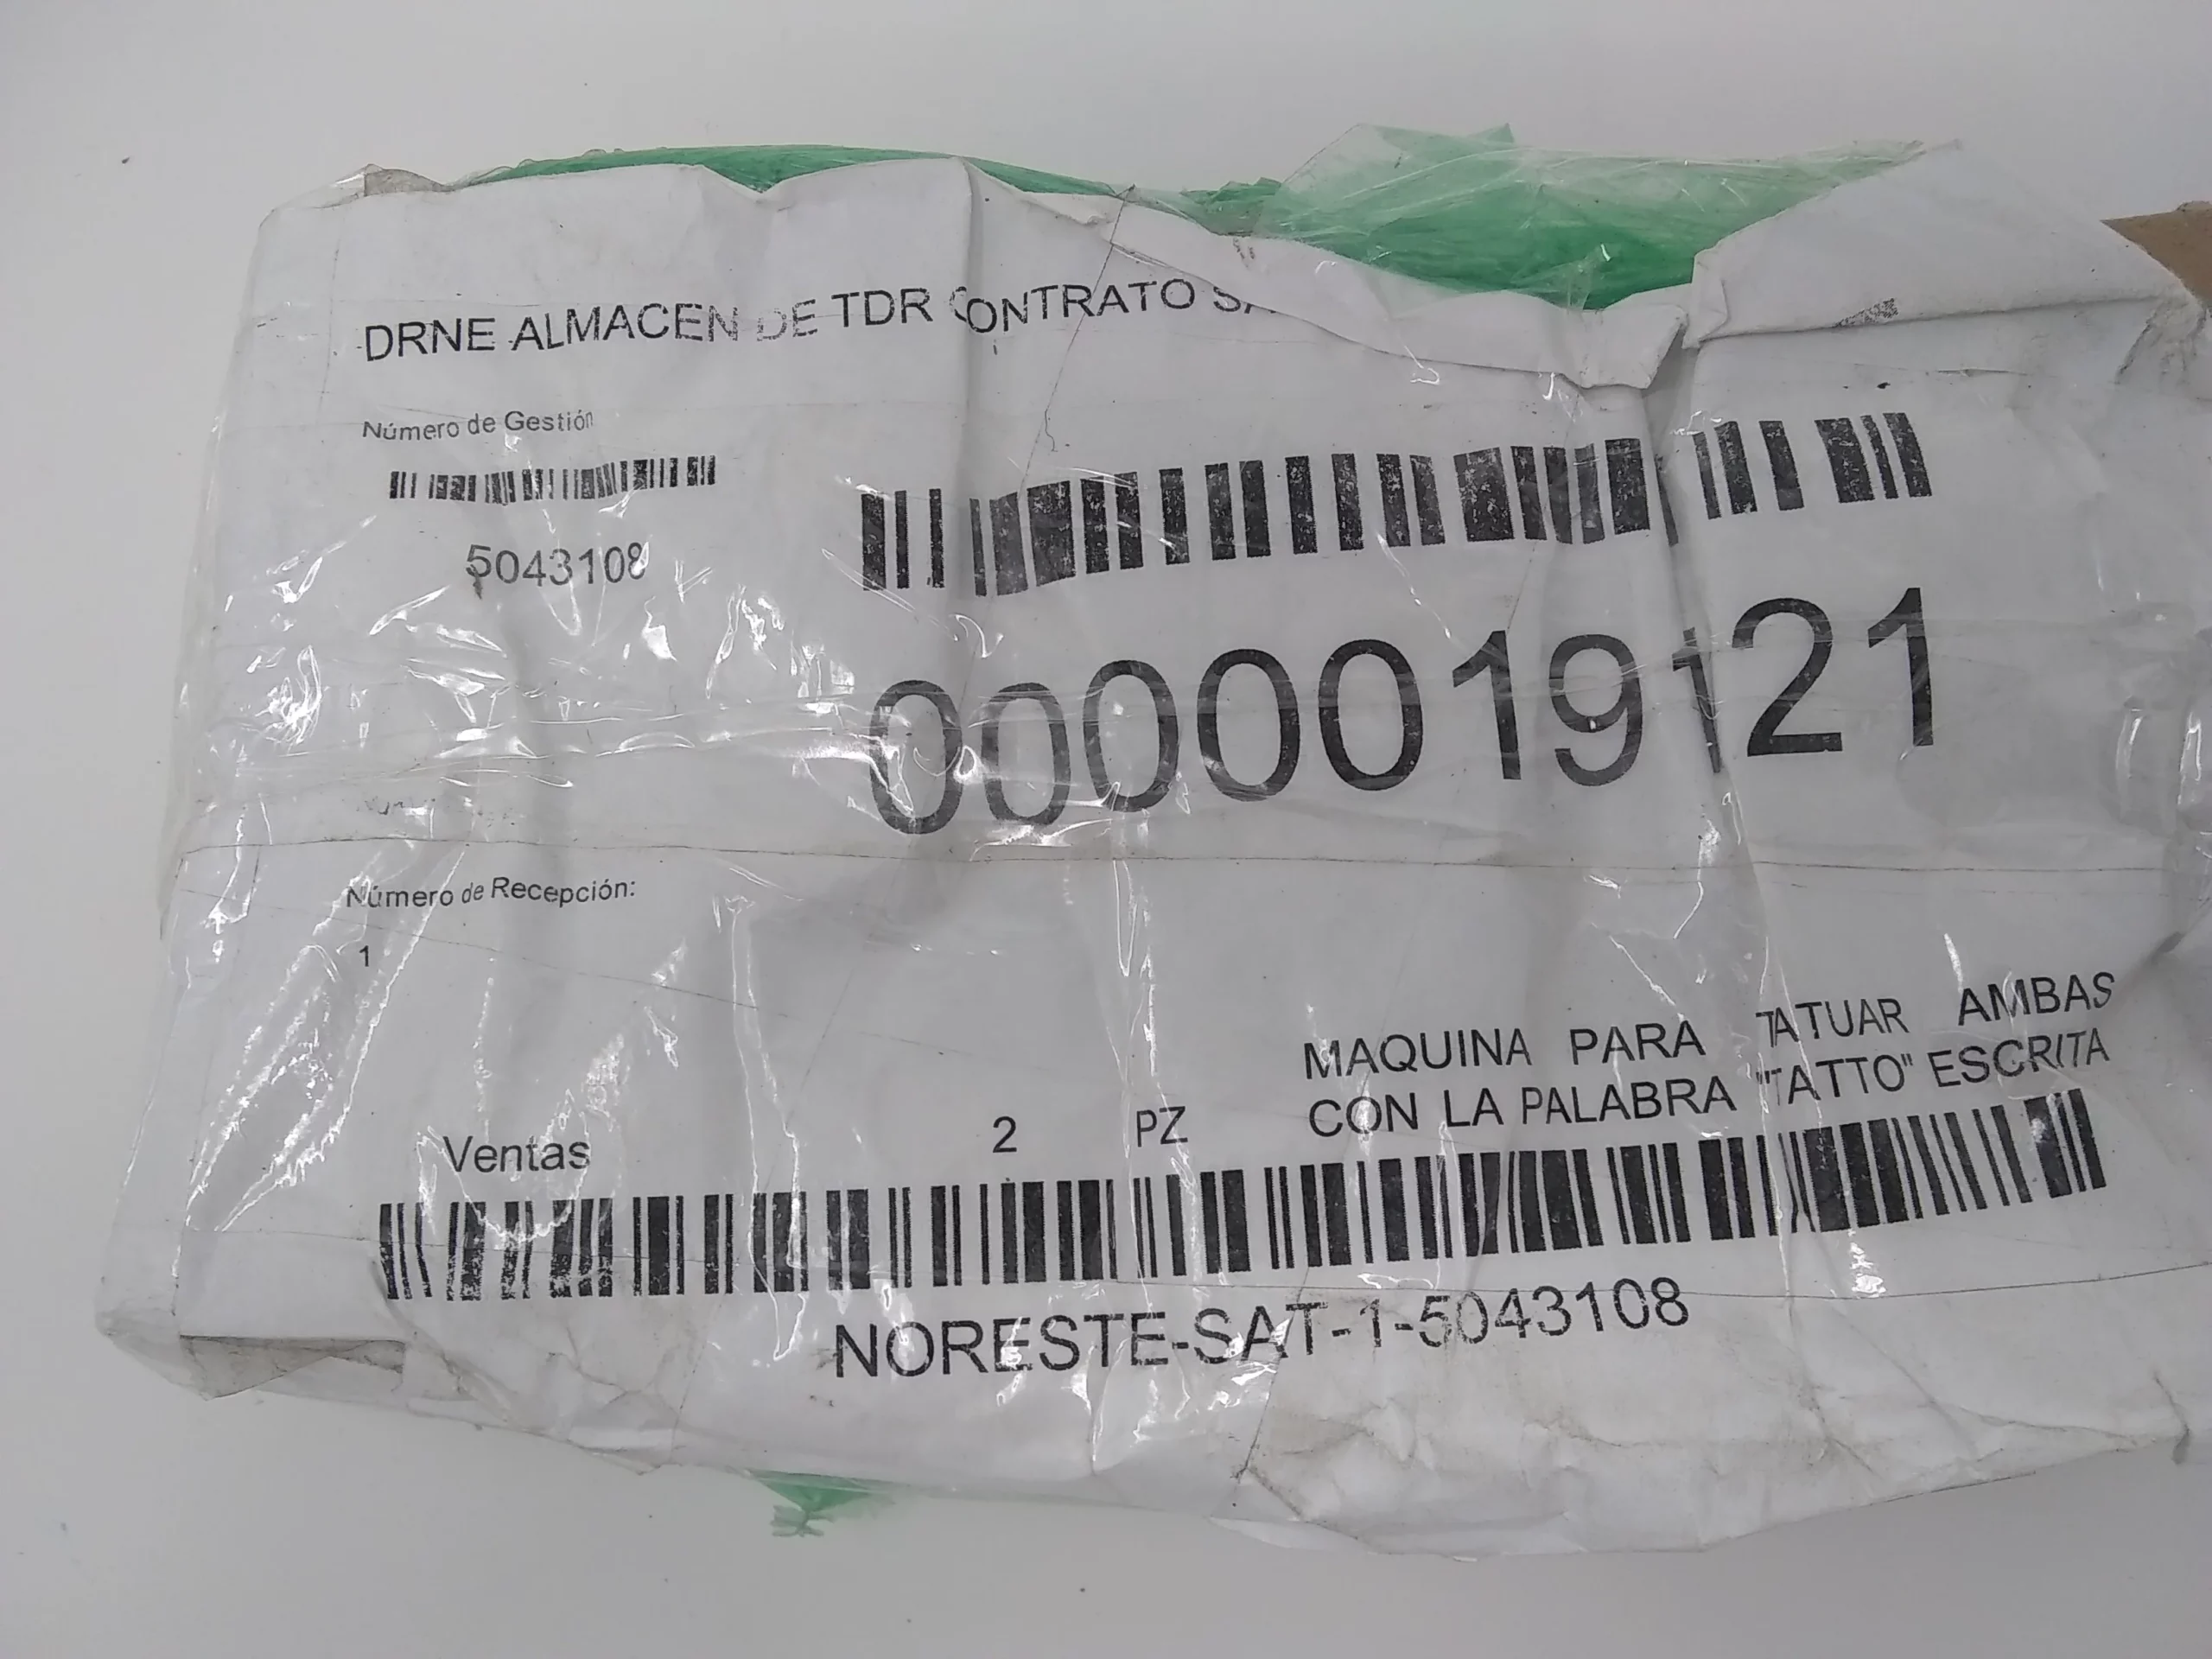 DRNE ALMACEN DE TDR CONTRATO
Número de Gestión
5043108
0000019121
Número de Recepción:
1
Ventas 2 PZ MAQUINA PARA TATUAR AMBAS
CON LA PALABRA "TATTO" ESCRITA
NORESTE-SAT-1-5043108